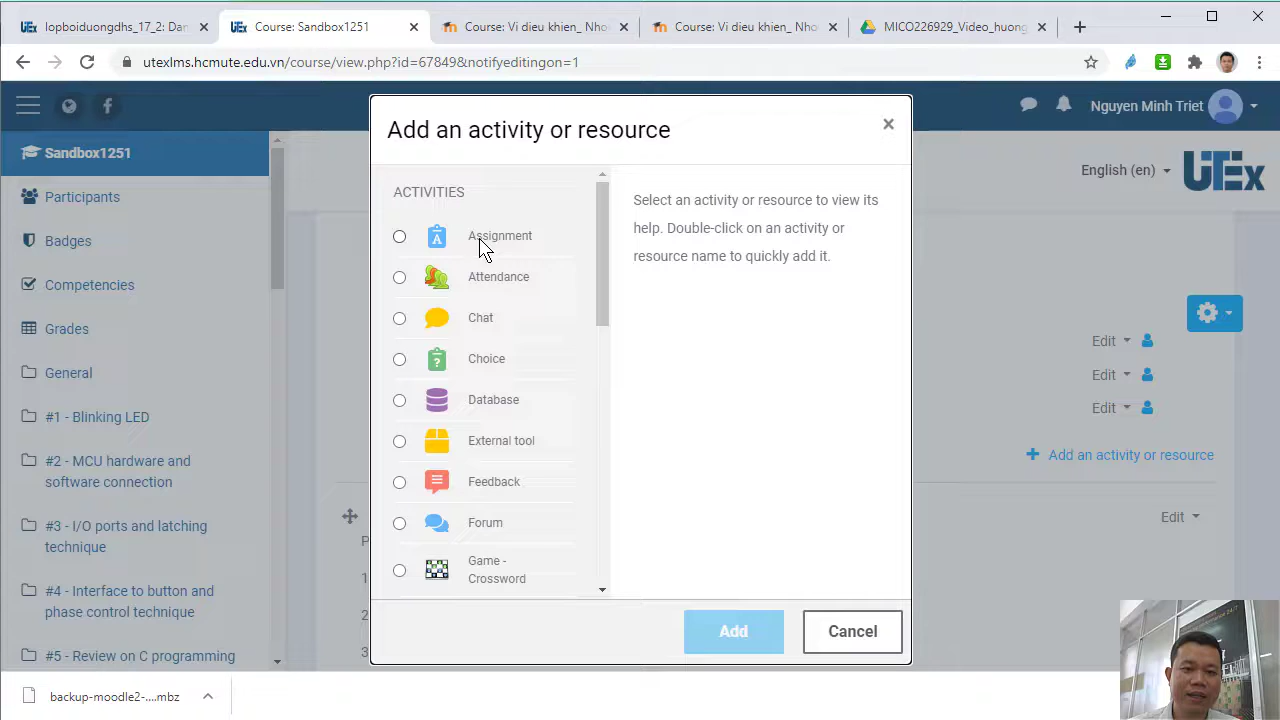 lopboiduongdhs_17_2: Dan
Course: Sandbox1251
Course: Vi dieu khien_ Nho
Course: Vi dieu khien_ Nho
MICO226929_Video_huong
utexlms.hcmute.edu.vn/course/view.php?id=67849&notifyeditingon=1
Nguyen Minh Triet
Sandbox1251
Participants
Badges
Competencies
Grades
General
#1 - Blinking LED
#2 - MCU hardware and
software connection
#3 - I/O ports and latching
technique
#4 - Interface to button and
phase control technique
#5 - Review on C programming
English (en)
UTEx
Add an activity or resource
ACTIVITIES
Assignment
Attendance
Chat
Choice
Database
External tool
Feedback
Forum
Game -
Crossword
Select an activity or resource to view its
help. Double-click on an activity or
resource name to quickly add it.
Add
Cancel
Edit
Edit
Edit
Add an activity or resource
Edit
P
1
2
3
backup-moodle2-....mbz